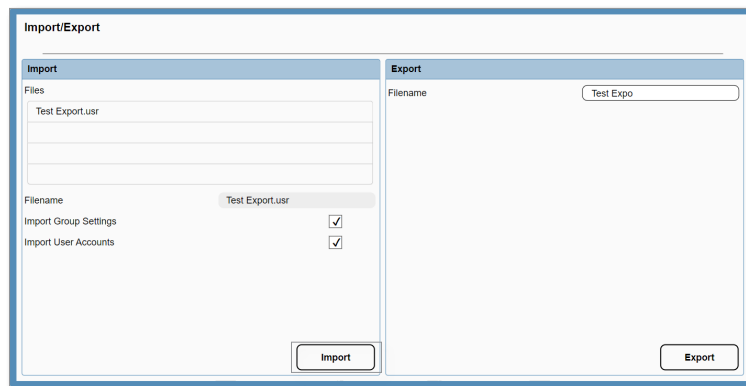 Import/Export
Import
Files
Test Export.usr
Filename
Test Export.usr
Import Group Settings
Import User Accounts
Import
Export
Filename
Test Expo
Export